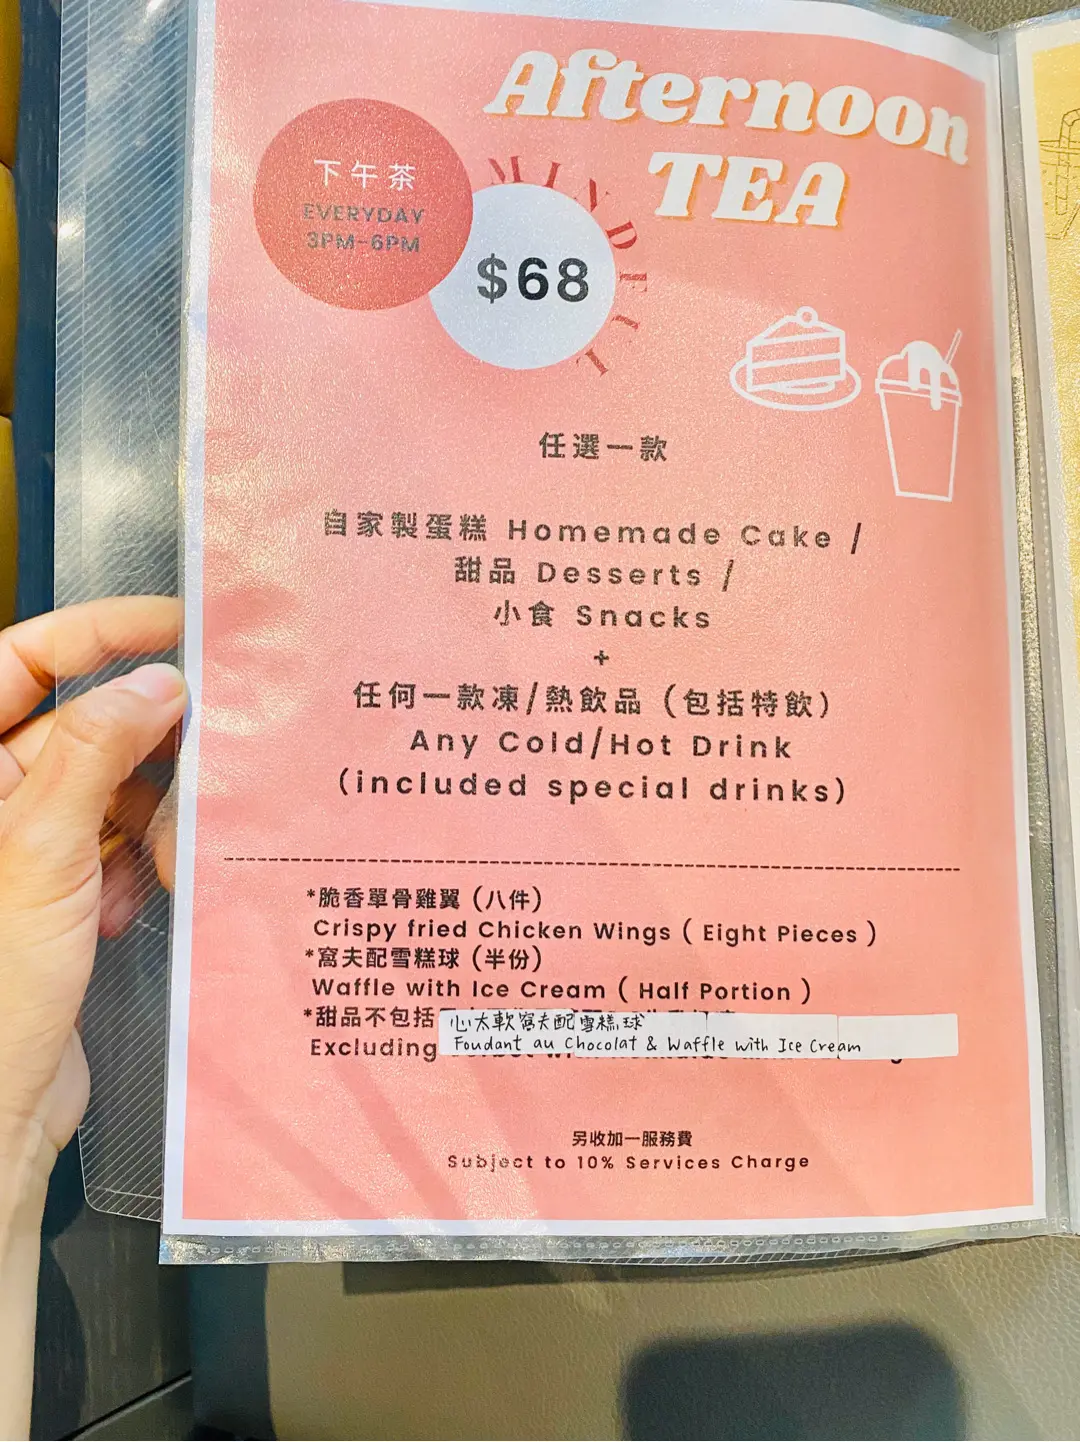 Afternoon
TEA
下午茶
EVERYDAY
3PM-6PM
MINDFUL
$68
任選一款
自家製蛋糕 Homemade Cake /
甜品 Desserts /
小食 Snacks
+
任何一款凍/熱飲品（包括特飲）
Any Cold/Hot Drink
(included special drinks)
*脆香單骨雞翼（八件）
Crispy fried Chicken Wings ( Eight Pieces )
*窩夫配雪糕球（半份）
Waffle with Ice Cream ( Half Portion )
*甜品不包括 心太軟窩夫配雪糕球
Excluding Foudant au Chocolat & Waffle with Ice Cream
另收加一服務費
Subject to 10% Services Charge